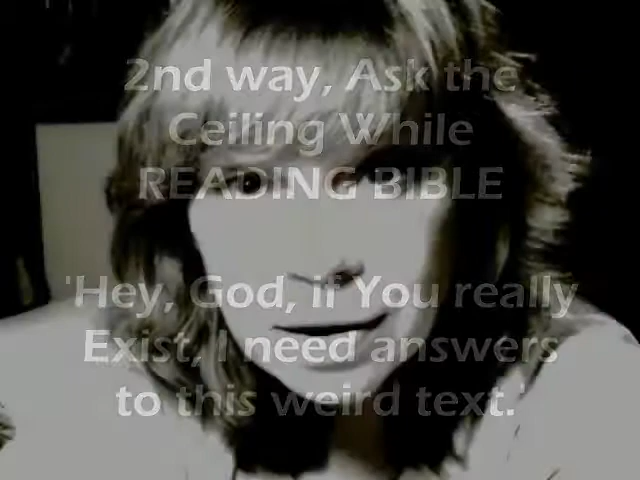 2nd way, Ask the
Ceiling While
READING BIBLE
'Hey, God, if You really
Exist, I need answers
to this weird text.'